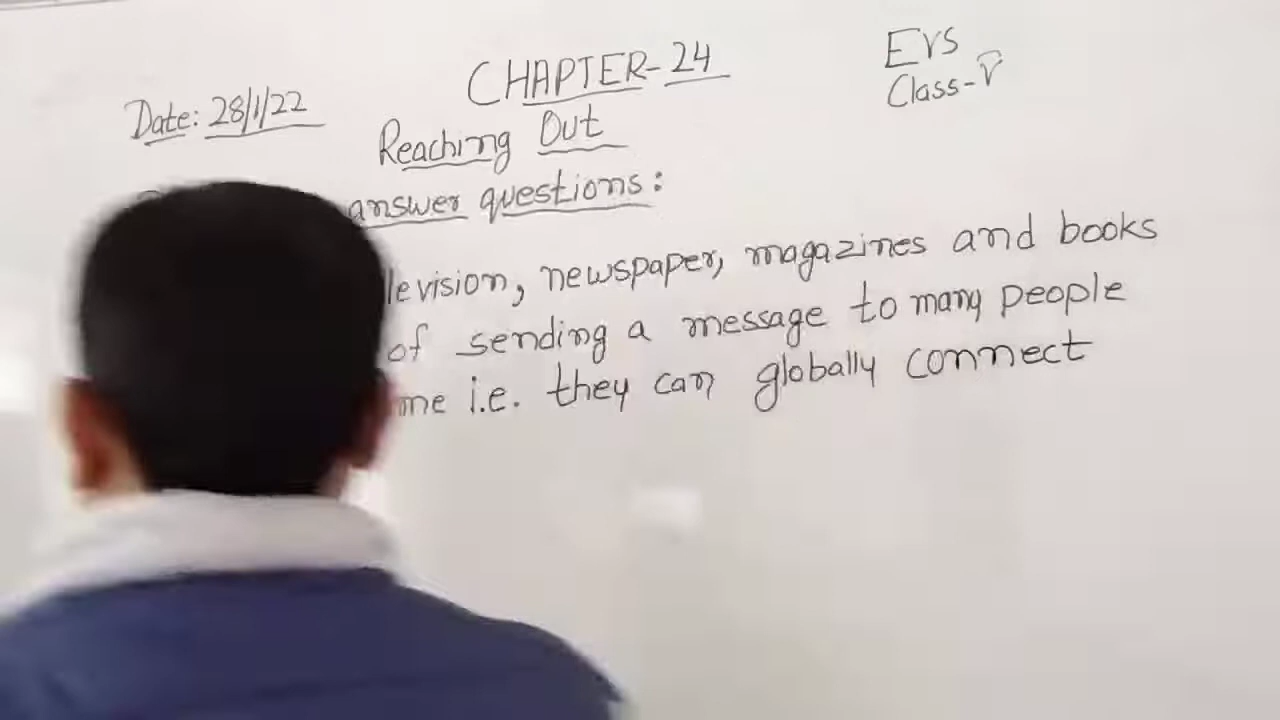 CHAPTER-24
EVS
Class-V
Date: 28/1/22
Reaching Out
answer questions:
levision, newspaper, magazines and books
of sending a message to many people
me i.e. they can globally connect